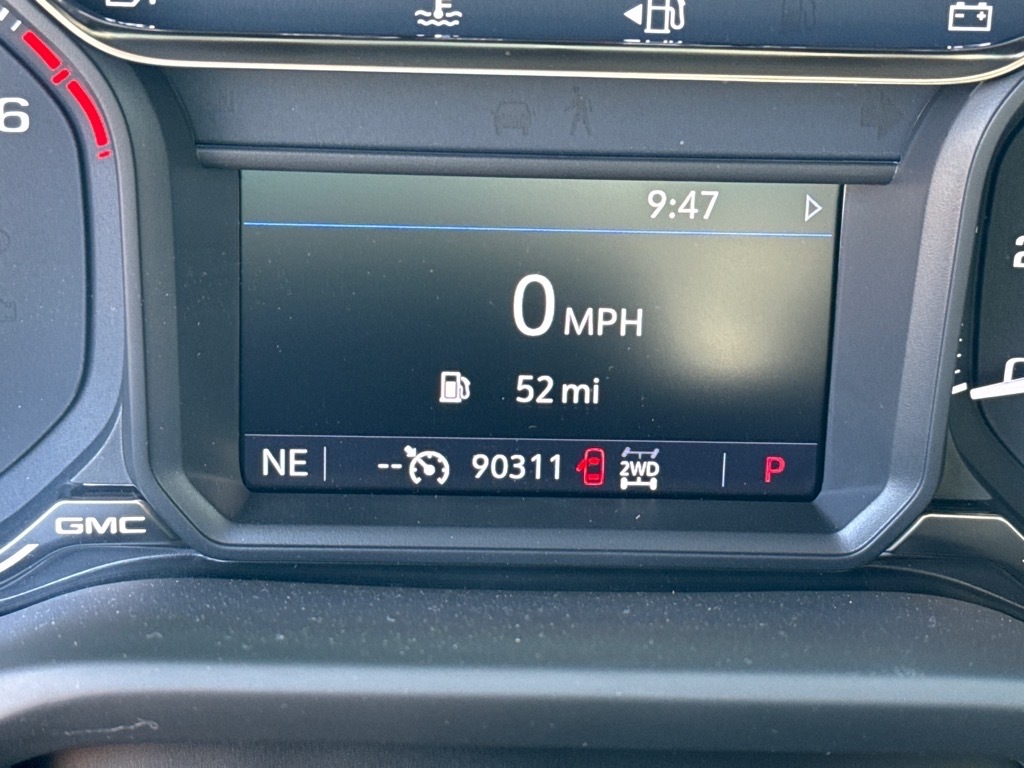 6
9:47
0 MPH
52 mi
NE -- 90311 2WD P
GMC